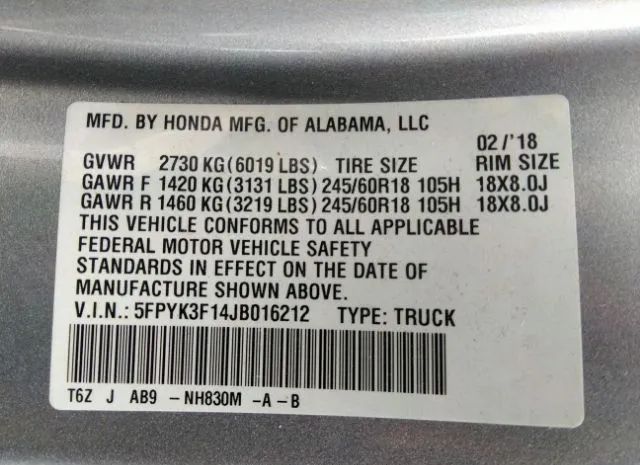 MFD. BY HONDA MFG. OF ALABAMA, LLC
02/'18
GVWR 2730 KG(6019 LBS) TIRE SIZE RIM SIZE
GAWR F 1420 KG(3131 LBS) 245/60R18 105H 18X8.0J
GAWR R 1460 KG(3219 LBS) 245/60R18 105H 18X8.0J
THIS VEHICLE CONFORMS TO ALL APPLICABLE
FEDERAL MOTOR VEHICLE SAFETY
STANDARDS IN EFFECT ON THE DATE OF
MANUFACTURE SHOWN ABOVE.
V.I.N.: 5FPYK3F14JB016212 TYPE: TRUCK
T6Z J AB9 -NH830M -A-B